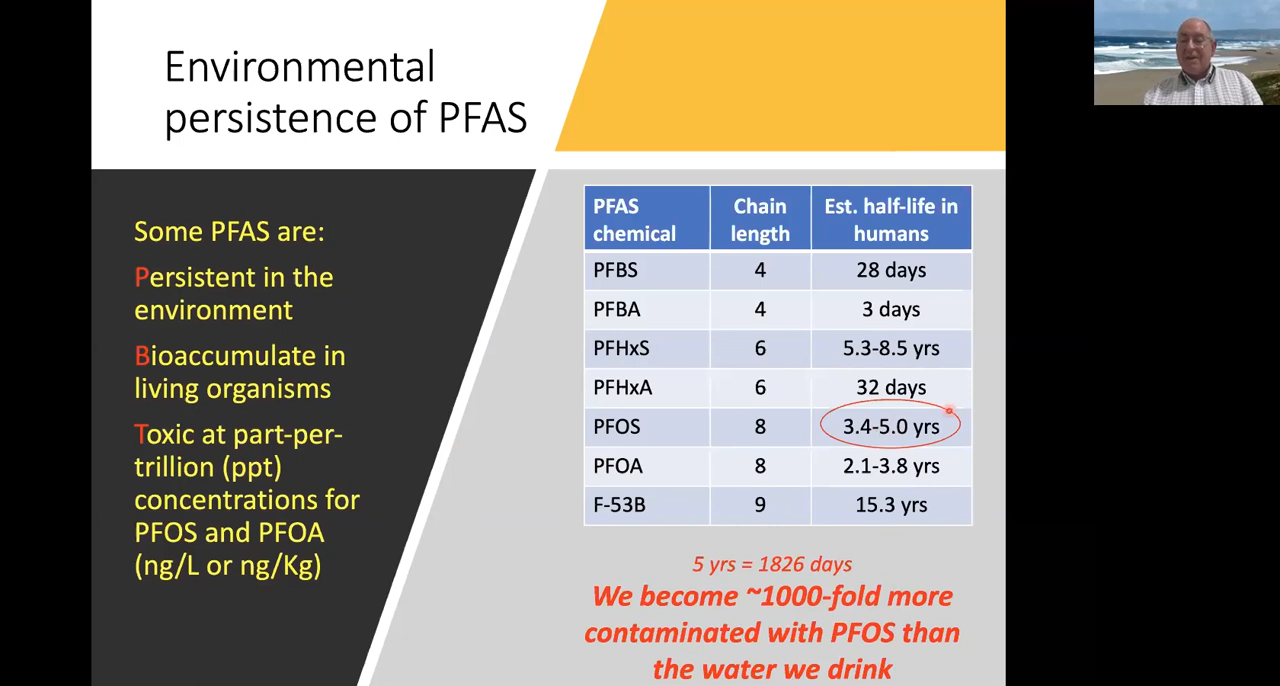 Environmental
persistence of PFAS
Some PFAS are:
Persistent in the
environment
Bioaccumulate in
living organisms
Toxic at part-per-
trillion (ppt)
concentrations for
PFOS and PFOA
(ng/L or ng/Kg)
PFAS chemical Chain length Est. half-life in humans
PFBS 4 28 days
PFBA 4 3 days
PFHxS 6 5.3-8.5 yrs
PFHxA 6 32 days
PFOS 8 3.4-5.0 yrs
PFOA 8 2.1-3.8 yrs
F-53B 9 15.3 yrs
5 yrs = 1826 days
We become ~1000-fold more
contaminated with PFOS than
the water we drink